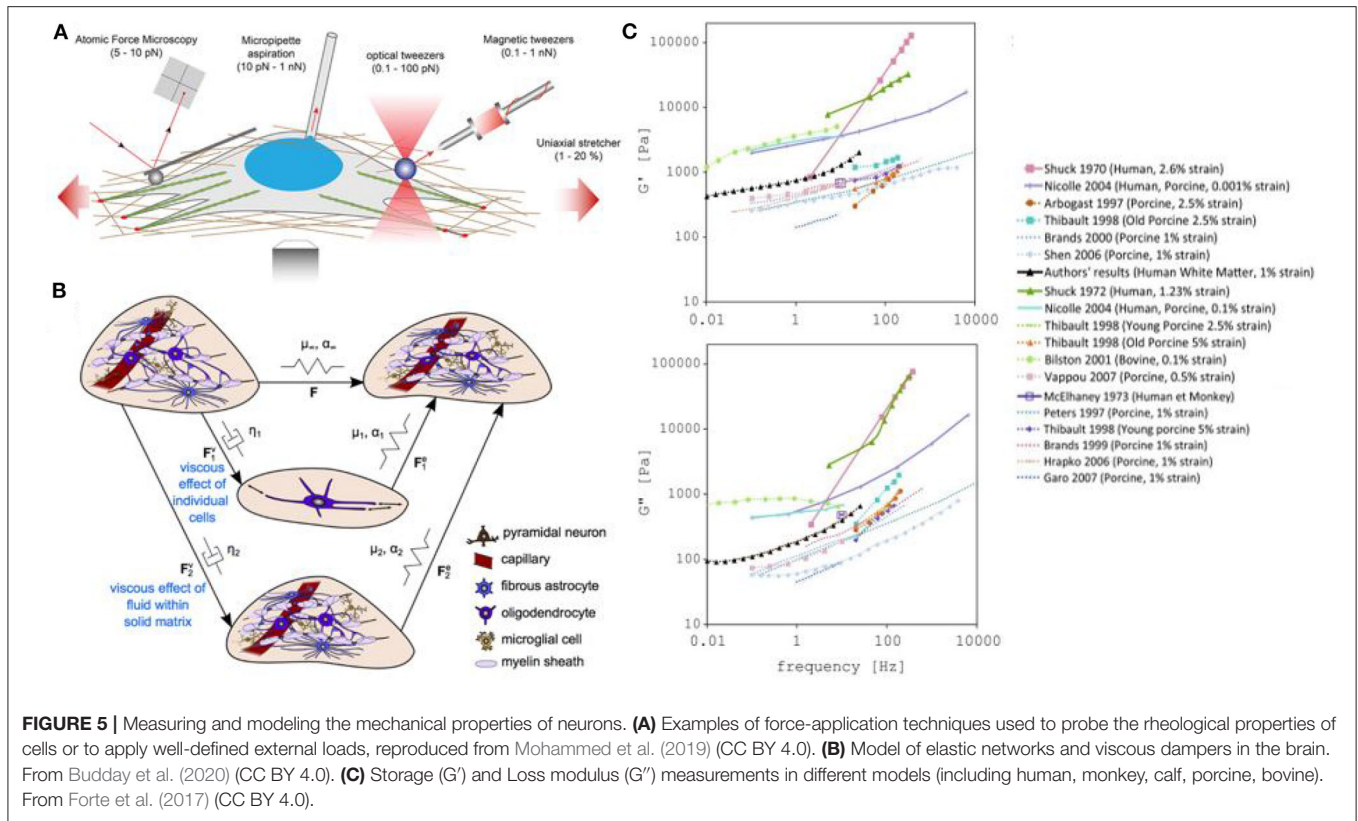 A
Atomic Force Microscopy
(5 - 10 pN)
Micropipette
aspiration
(10 pN - 1 nN)
optical tweezers
(0.1 - 100 pN)
Magnetic tweezers
(0.1 - 1 nN)
Uniaxial stretcher
(1 - 20 %)
B
μ∞, α∞
F
η₁
μ₁, α₁
F₁ᵛ
F₁ᵉ
viscous
effect of
individual
cells
η₂
μ₂, α₂
F₂ᵛ
F₂ᵉ
viscous effect of
fluid within
solid matrix
pyramidal neuron
capillary
fibrous astrocyte
oligodendrocyte
microglial cell
myelin sheath
C
G' [Pa]
100000
10000
1000
100
10
0.01
1
100
10000
G" [Pa]
100000
10000
1000
100
10
0.01
1
100
10000
frequency [Hz]
Shuck 1970 (Human, 2.6% strain)
Nicolle 2004 (Human, Porcine, 0.001% strain)
Arbogast 1997 (Porcine, 2.5% strain)
Thibault 1998 (Old Porcine 2.5% strain)
Brands 2000 (Porcine 1% strain)
Shen 2006 (Porcine, 1% strain)
Authors' results (Human White Matter, 1% strain)
Shuck 1972 (Human, 1.23% strain)
Nicolle 2004 (Human, Porcine, 0.1% strain)
Thibault 1998 (Young Porcine 2.5% strain)
Thibault 1998 (Old Porcine 5% strain)
Bilston 2001 (Bovine, 0.1% strain)
Vappou 2007 (Porcine, 0.5% strain)
McElhaney 1973 (Human et Monkey)
Peters 1997 (Porcine, 1% strain)
Thibault 1998 (Young porcine 5% strain)
Brands 1999 (Porcine 1% strain)
Hrapko 2006 (Porcine, 1% strain)
Garo 2007 (Porcine, 1% strain)
FIGURE 5 | Measuring and modeling the mechanical properties of neurons. (A) Examples of force-application techniques used to probe the rheological properties of
cells or to apply well-defined external loads, reproduced from Mohammed et al. (2019) (CC BY 4.0). (B) Model of elastic networks and viscous dampers in the brain.
From Budday et al. (2020) (CC BY 4.0). (C) Storage (G′) and Loss modulus (G″) measurements in different models (including human, monkey, calf, porcine, bovine).
From Forte et al. (2017) (CC BY 4.0).